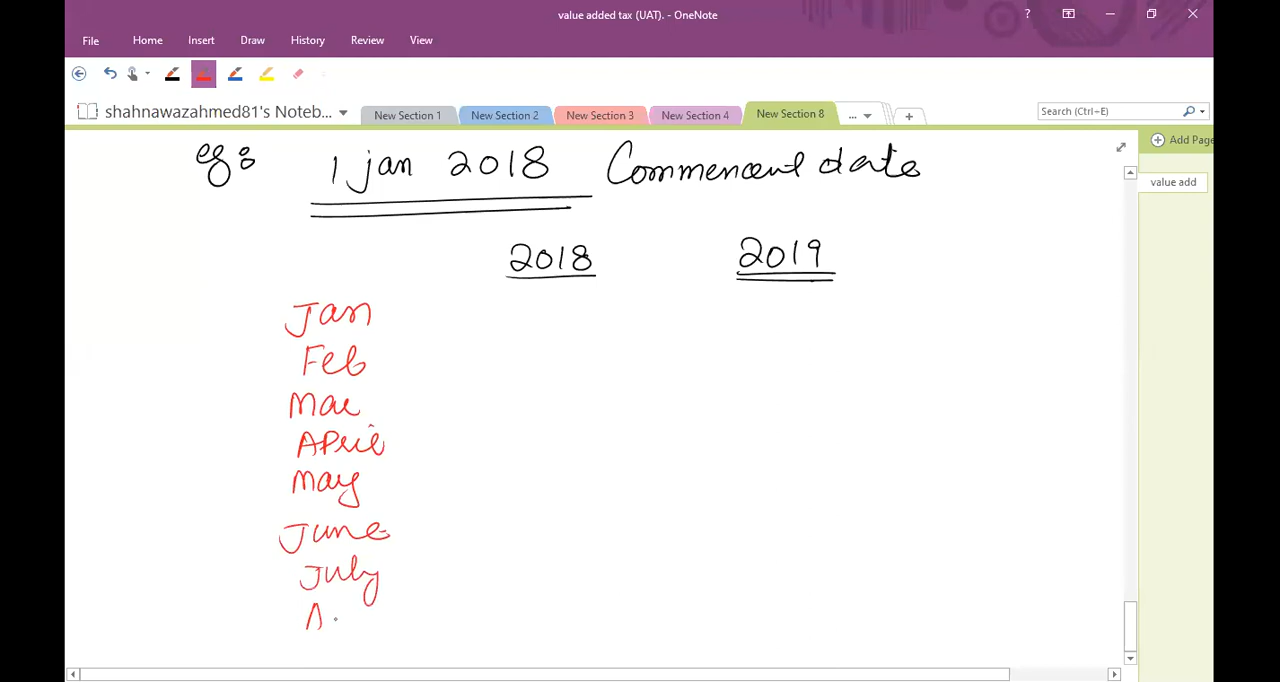 value added tax (UAT). - OneNote
?
File Home Insert Draw History Review View
shahnawazahmed81's Noteb... New Section 1 New Section 2 New Section 3 New Section 4 New Section 8 ... + Search (Ctrl+E)
Add Page
value add
eg: 1 jan 2018 Commencent date
2018 2019
Jan
Feb
Mar
APril
May
June
July
A